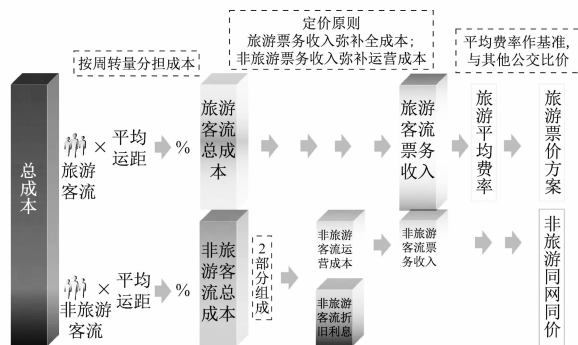 定价原则
旅游票务收入弥补全成本;
非旅游票务收入弥补运营成本
平均费率作基准,
与其他公交比价
按周转量分担成本
总成本
旅游
客流
×
平均
运距
%
旅游
客流
总成
本
旅游
客流
票务
收入
旅游平均费率
旅游票价方案
非旅游
客流
×
平均
运距
%
非旅
游客
流总
成本
2部分组成
非旅游
客流运
营成本
非旅游
客流票
务收入
非旅游
客流折
旧利息
非旅游同网同价